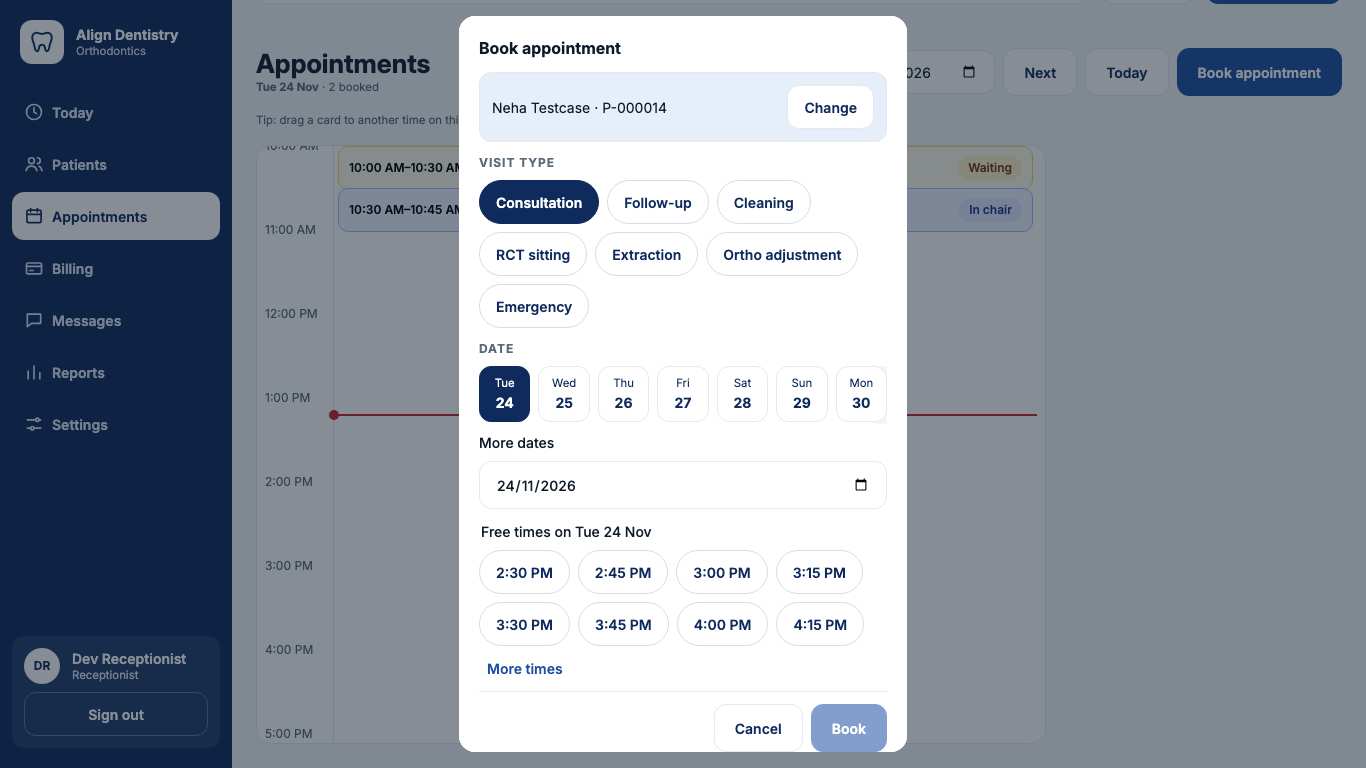 Align Dentistry
Orthodontics
Today
Patients
Appointments
Billing
Messages
Reports
Settings
DR
Dev Receptionist
Receptionist
Sign out
Appointments
Tue 24 Nov · 2 booked
Next
Today
Book appointment
Tip: drag a card to another time on
10:00 AM–10:30
Waiting
10:30 AM–10:45
In chair
11:00 AM
12:00 PM
1:00 PM
2:00 PM
3:00 PM
4:00 PM
5:00 PM
Book appointment
Neha Testcase · P-000014
Change
VISIT TYPE
Consultation
Follow-up
Cleaning
RCT sitting
Extraction
Ortho adjustment
Emergency
DATE
Tue
24
Wed
25
Thu
26
Fri
27
Sat
28
Sun
29
Mon
30
More dates
24/11/2026
Free times on Tue 24 Nov
2:30 PM
2:45 PM
3:00 PM
3:15 PM
3:30 PM
3:45 PM
4:00 PM
4:15 PM
More times
Cancel
Book